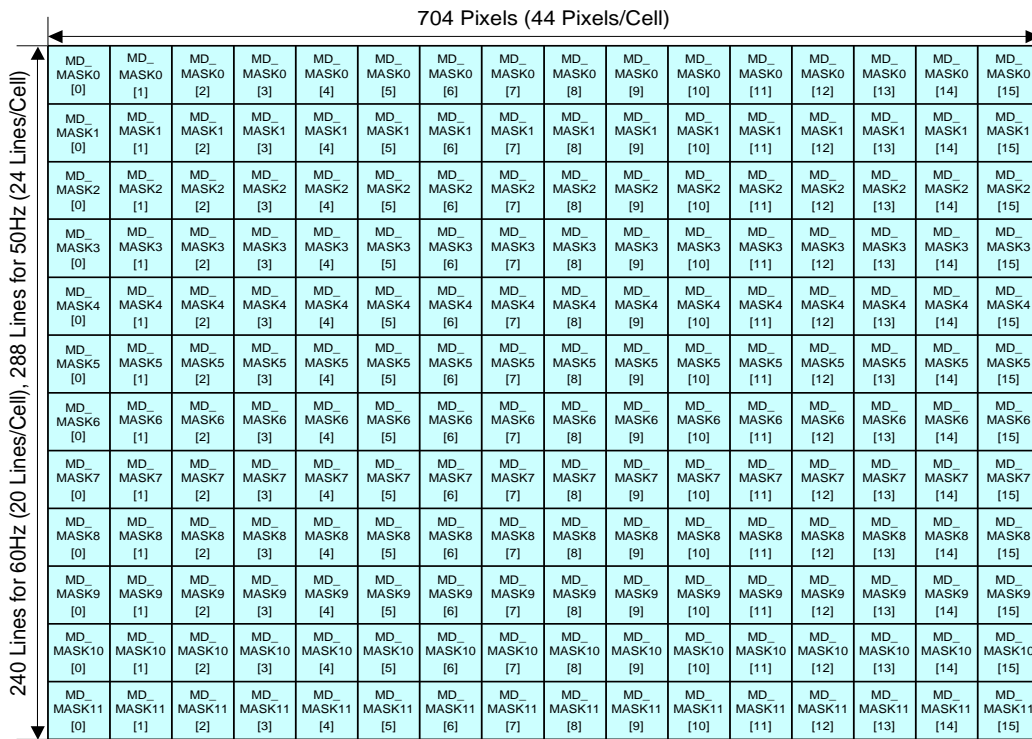 704 Pixels (44 Pixels/Cell)
240 Lines for 60Hz (20 Lines/Cell), 288 Lines for 50Hz (24 Lines/Cell)
MD_ MD_ MD_ MD_ MD_ MD_ MD_ MD_ MD_ MD_ MD_ MD_ MD_ MD_ MD_ MD_
MASK0 MASK0 MASK0 MASK0 MASK0 MASK0 MASK0 MASK0 MASK0 MASK0 MASK0 MASK0 MASK0 MASK0 MASK0 MASK0
[0] [1] [2] [3] [4] [5] [6] [7] [8] [9] [10] [11] [12] [13] [14] [15]
MD_ MD_ MD_ MD_ MD_ MD_ MD_ MD_ MD_ MD_ MD_ MD_ MD_ MD_ MD_ MD_
MASK1 MASK1 MASK1 MASK1 MASK1 MASK1 MASK1 MASK1 MASK1 MASK1 MASK1 MASK1 MASK1 MASK1 MASK1 MASK1
[0] [1] [2] [3] [4] [5] [6] [7] [8] [9] [10] [11] [12] [13] [14] [15]
MD_ MD_ MD_ MD_ MD_ MD_ MD_ MD_ MD_ MD_ MD_ MD_ MD_ MD_ MD_ MD_
MASK2 MASK2 MASK2 MASK2 MASK2 MASK2 MASK2 MASK2 MASK2 MASK2 MASK2 MASK2 MASK2 MASK2 MASK2 MASK2
[0] [1] [2] [3] [4] [5] [6] [7] [8] [9] [10] [11] [12] [13] [14] [15]
MD_ MD_ MD_ MD_ MD_ MD_ MD_ MD_ MD_ MD_ MD_ MD_ MD_ MD_ MD_ MD_
MASK3 MASK3 MASK3 MASK3 MASK3 MASK3 MASK3 MASK3 MASK3 MASK3 MASK3 MASK3 MASK3 MASK3 MASK3 MASK3
[0] [1] [2] [3] [4] [5] [6] [7] [8] [9] [10] [11] [12] [13] [14] [15]
MD_ MD_ MD_ MD_ MD_ MD_ MD_ MD_ MD_ MD_ MD_ MD_ MD_ MD_ MD_ MD_
MASK4 MASK4 MASK4 MASK4 MASK4 MASK4 MASK4 MASK4 MASK4 MASK4 MASK4 MASK4 MASK4 MASK4 MASK4 MASK4
[0] [1] [2] [3] [4] [5] [6] [7] [8] [9] [10] [11] [12] [13] [14] [15]
MD_ MD_ MD_ MD_ MD_ MD_ MD_ MD_ MD_ MD_ MD_ MD_ MD_ MD_ MD_ MD_
MASK5 MASK5 MASK5 MASK5 MASK5 MASK5 MASK5 MASK5 MASK5 MASK5 MASK5 MASK5 MASK5 MASK5 MASK5 MASK5
[0] [1] [2] [3] [4] [5] [6] [7] [8] [9] [10] [11] [12] [13] [14] [15]
MD_ MD_ MD_ MD_ MD_ MD_ MD_ MD_ MD_ MD_ MD_ MD_ MD_ MD_ MD_ MD_
MASK6 MASK6 MASK6 MASK6 MASK6 MASK6 MASK6 MASK6 MASK6 MASK6 MASK6 MASK6 MASK6 MASK6 MASK6 MASK6
[0] [1] [2] [3] [4] [5] [6] [7] [8] [9] [10] [11] [12] [13] [14] [15]
MD_ MD_ MD_ MD_ MD_ MD_ MD_ MD_ MD_ MD_ MD_ MD_ MD_ MD_ MD_ MD_
MASK7 MASK7 MASK7 MASK7 MASK7 MASK7 MASK7 MASK7 MASK7 MASK7 MASK7 MASK7 MASK7 MASK7 MASK7 MASK7
[0] [1] [2] [3] [4] [5] [6] [7] [8] [9] [10] [11] [12] [13] [14] [15]
MD_ MD_ MD_ MD_ MD_ MD_ MD_ MD_ MD_ MD_ MD_ MD_ MD_ MD_ MD_ MD_
MASK8 MASK8 MASK8 MASK8 MASK8 MASK8 MASK8 MASK8 MASK8 MASK8 MASK8 MASK8 MASK8 MASK8 MASK8 MASK8
[0] [1] [2] [3] [4] [5] [6] [7] [8] [9] [10] [11] [12] [13] [14] [15]
MD_ MD_ MD_ MD_ MD_ MD_ MD_ MD_ MD_ MD_ MD_ MD_ MD_ MD_ MD_ MD_
MASK9 MASK9 MASK9 MASK9 MASK9 MASK9 MASK9 MASK9 MASK9 MASK9 MASK9 MASK9 MASK9 MASK9 MASK9 MASK9
[0] [1] [2] [3] [4] [5] [6] [7] [8] [9] [10] [11] [12] [13] [14] [15]
MD_ MD_ MD_ MD_ MD_ MD_ MD_ MD_ MD_ MD_ MD_ MD_ MD_ MD_ MD_ MD_
MASK10 MASK10 MASK10 MASK10 MASK10 MASK10 MASK10 MASK10 MASK10 MASK10 MASK10 MASK10 MASK10 MASK10 MASK10 MASK10
[0] [1] [2] [3] [4] [5] [6] [7] [8] [9] [10] [11] [12] [13] [14] [15]
MD_ MD_ MD_ MD_ MD_ MD_ MD_ MD_ MD_ MD_ MD_ MD_ MD_ MD_ MD_ MD_
MASK11 MASK11 MASK11 MASK11 MASK11 MASK11 MASK11 MASK11 MASK11 MASK11 MASK11 MASK11 MASK11 MASK11 MASK11 MASK11
[0] [1] [2] [3] [4] [5] [6] [7] [8] [9] [10] [11] [12] [13] [14] [15]